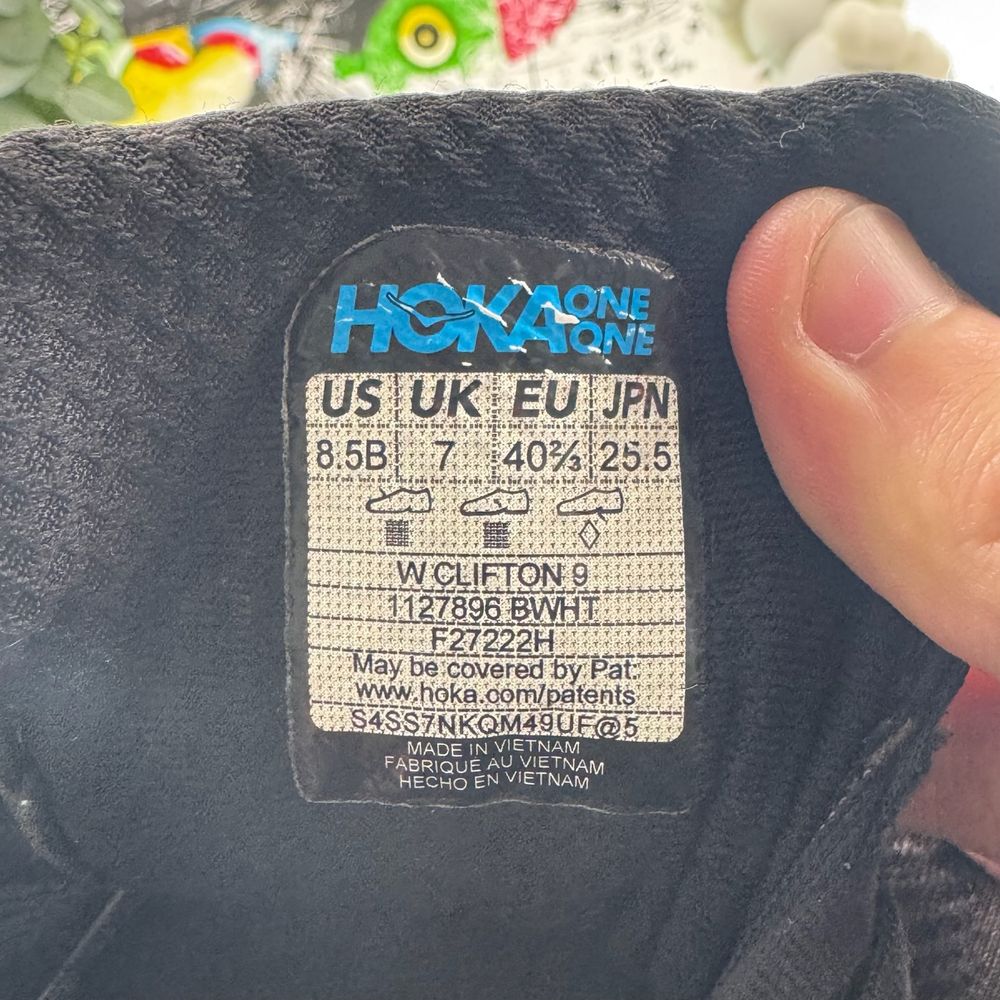 HOKA ONE ONE
US UK EU JPN
8.5B 7 40⅔ 25.5
W CLIFTON 9
1127896 BWHT
F27222H
May be covered by Pat:
www.hoka.com/patents
S4SS7NKQM49UF@5
MADE IN VIETNAM
FABRIQUÉ AU VIETNAM
HECHO EN VIETNAM